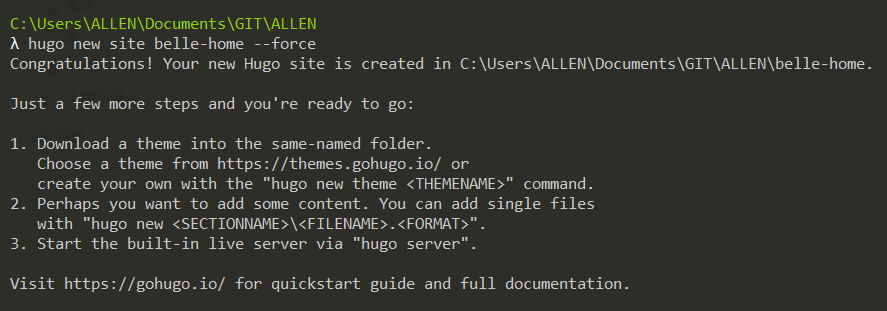 C:\Users\ALLEN\Documents\GIT\ALLEN
λ hugo new site belle-home --force
Congratulations! Your new Hugo site is created in C:\Users\ALLEN\Documents\GIT\ALLEN\belle-home.
Just a few more steps and you're ready to go:
1. Download a theme into the same-named folder.
Choose a theme from https://themes.gohugo.io/ or
create your own with the "hugo new theme <THEMENAME>" command.
2. Perhaps you want to add some content. You can add single files
with "hugo new <SECTIONNAME>\<FILENAME>.<FORMAT>".
3. Start the built-in live server via "hugo server".
Visit https://gohugo.io/ for quickstart guide and full documentation.